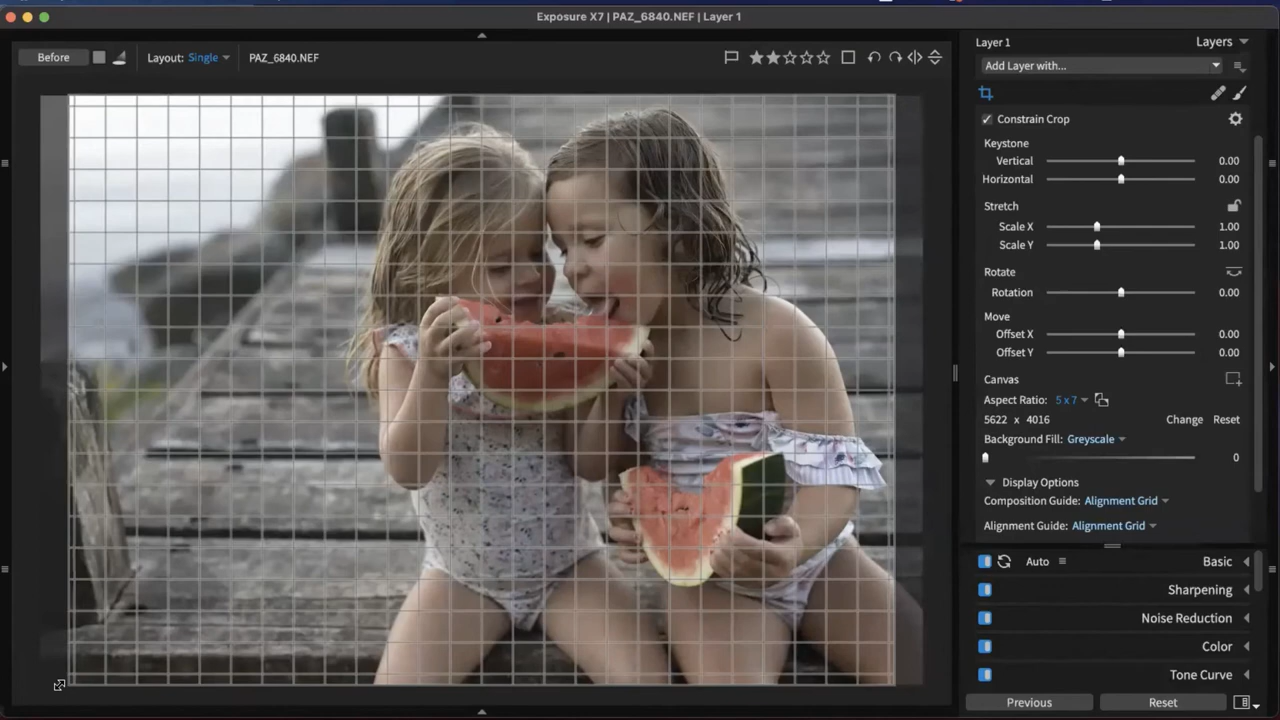 Exposure X7 | PAZ_6840.NEF | Layer 1
Before
Layout: Single
PAZ_6840.NEF
Layer 1
Layers
Add Layer with...
Constrain Crop
Keystone
Vertical 0.00
Horizontal 0.00
Stretch
Scale X 1.00
Scale Y 1.00
Rotate
Rotation 0.00
Move
Offset X 0.00
Offset Y 0.00
Canvas
Aspect Ratio: 5 x 7
5622 x 4016 Change Reset
Background Fill: Greyscale
0
Display Options
Composition Guide: Alignment Grid
Alignment Guide: Alignment Grid
Auto Basic
Sharpening
Noise Reduction
Color
Tone Curve
Previous Reset